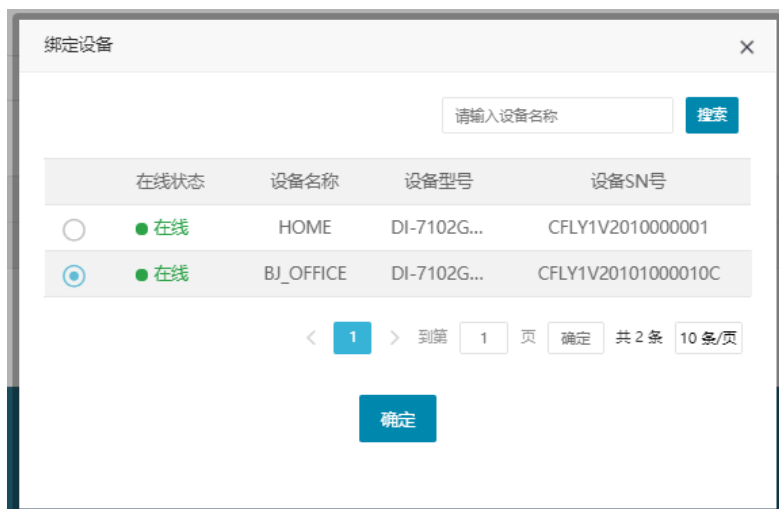 绑定设备
请输入设备名称 搜索
在线状态 设备名称 设备型号 设备SN号
在线 HOME DI-7102G... CFLY1V2010000001
在线 BJ_OFFICE DI-7102G... CFLY1V20101000010C
1 到第 1 页 确定 共 2 条 10 条/页
确定